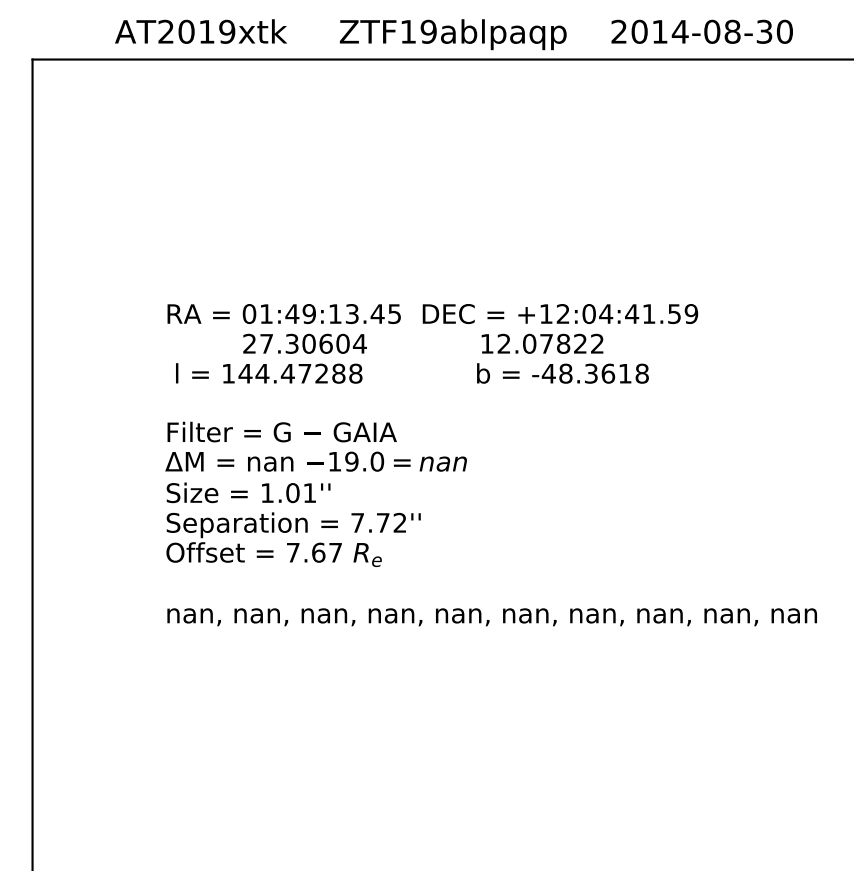 AT2019xtk ZTF19ablpaqp 2014-08-30
RA = 01:49:13.45 DEC = +12:04:41.59
27.30604 12.07822
l = 144.47288 b = -48.3618
Filter = G − GAIA
ΔM = nan −19.0 = nan
Size = 1.01''
Separation = 7.72''
Offset = 7.67 Re
nan, nan, nan, nan, nan, nan, nan, nan, nan, nan